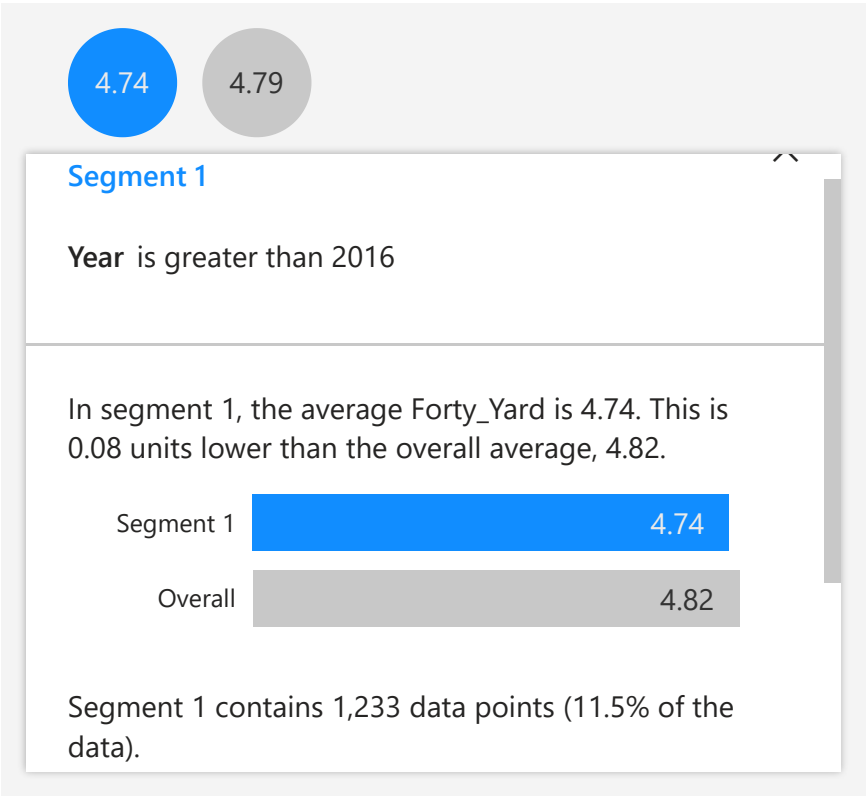 4.74 4.79
Segment 1
Year is greater than 2016
In segment 1, the average Forty_Yard is 4.74. This is
0.08 units lower than the overall average, 4.82.
Segment 1 4.74
Overall 4.82
Segment 1 contains 1,233 data points (11.5% of the
data).